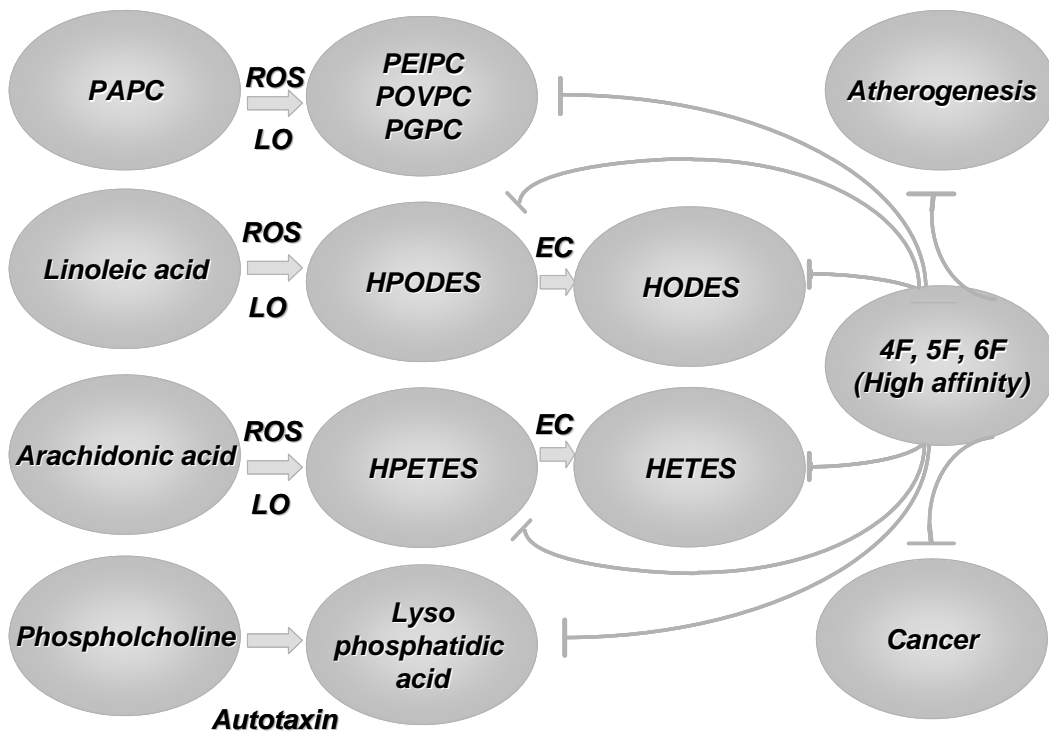 PAPC
ROS
LO
PEIPC
POVPC
PGPC
Atherogenesis
Linoleic acid
ROS
LO
HPODES
EC
HODES
4F, 5F, 6F
(High affinity)
Arachidonic acid
ROS
LO
HPETES
EC
HETES
Phospholcholine
Autotaxin
Lyso
phosphatidic
acid
Cancer